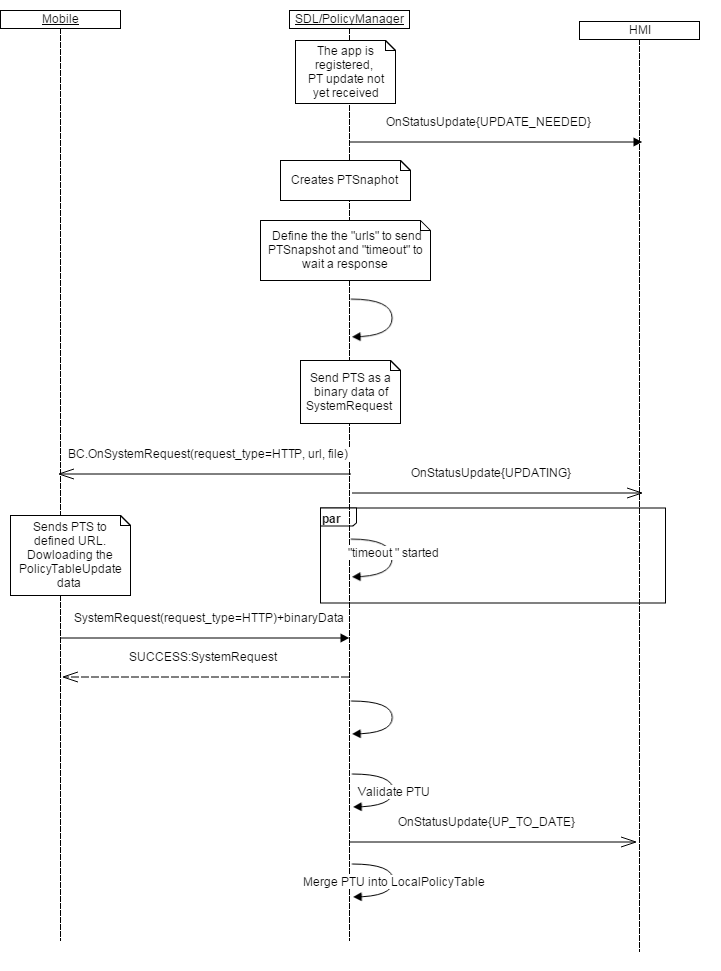 Mobile
SDL/PolicyManager
HMI
The app is
registered,
PT update not
yet received
OnStatusUpdate{UPDATE_NEEDED}
Creates PTSnaphot
Define the the "urls" to send
PTSnapshot and "timeout" to
wait a response
Send PTS as a
binary data of
SystemRequest
BC.OnSystemRequest(request_type=HTTP, url, file)
OnStatusUpdate{UPDATING}
par
Sends PTS to
defined URL.
Dowloading the
PolicyTableUpdate
data
"timeout " started
SystemRequest(request_type=HTTP)+binaryData
SUCCESS:SystemRequest
Validate PTU
OnStatusUpdate{UP_TO_DATE}
Merge PTU into LocalPolicyTable